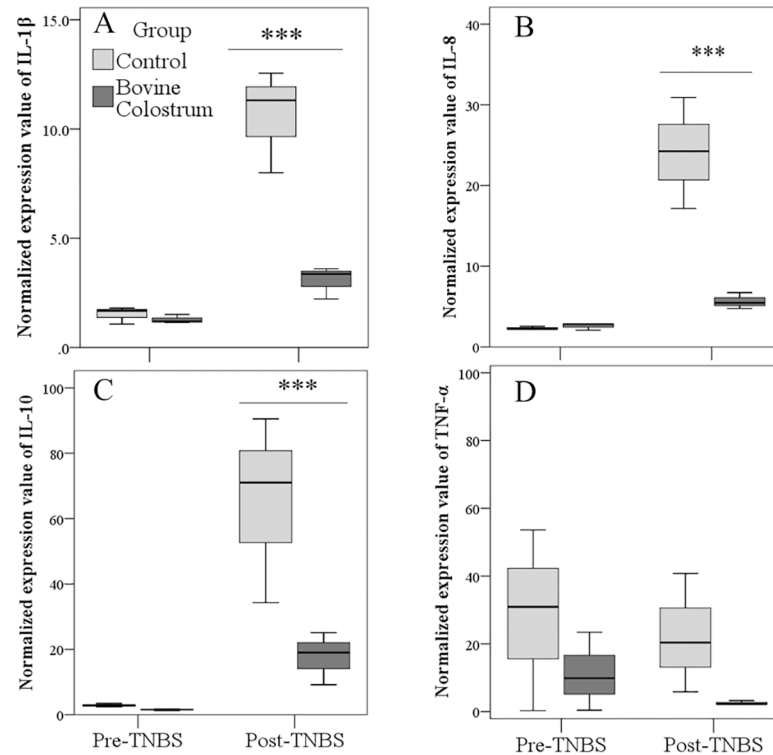 A
Group
Control
Bovine
Colostrum
***
Normalized expression value of IL-1β
15.0
10.0
5.0
.0
B
***
Normalized expression value of IL-8
40
30
20
10
0
C
***
Normalized expression value of IL-10
100
80
60
40
20
0
Pre-TNBS
Post-TNBS
D
Normalized expression value of TNF-α
100
80
60
40
20
0
Pre-TNBS
Post-TNBS